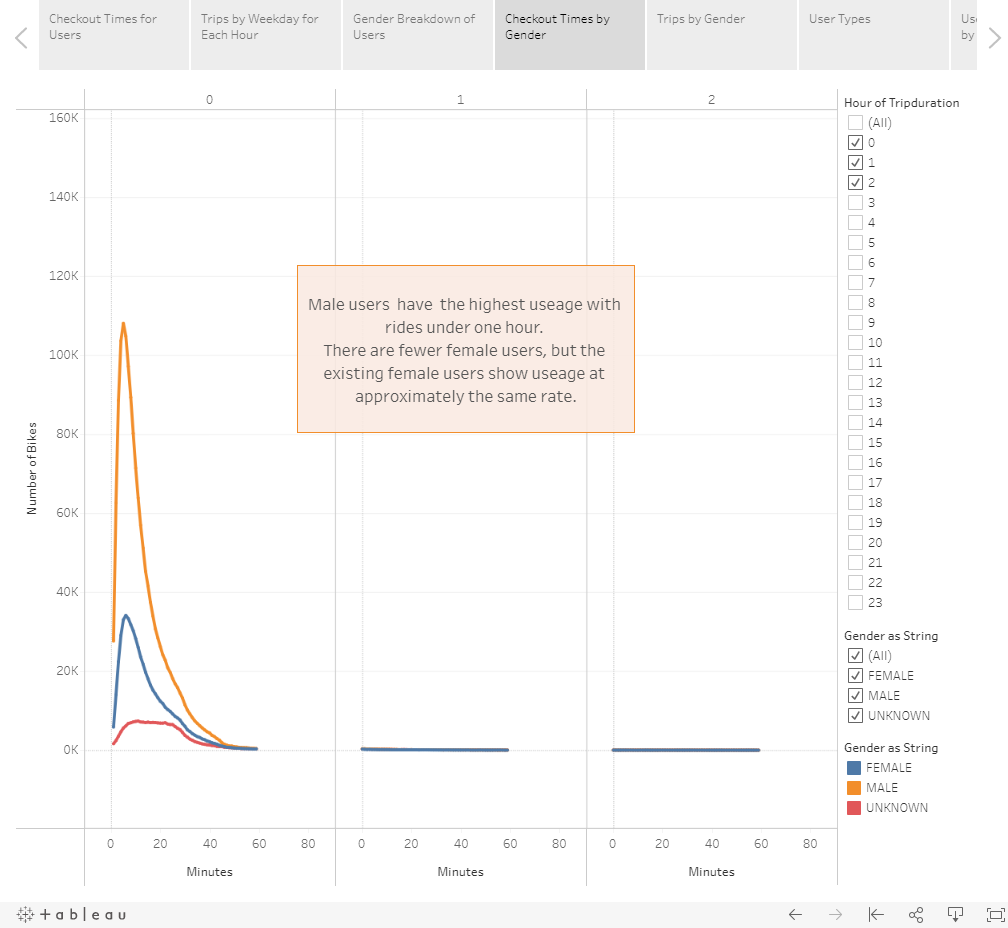 Checkout Times for
Users
Trips by Weekday for
Each Hour
Gender Breakdown of
Users
Checkout Times by
Gender
Trips by Gender
User Types
by
0
1
2
160K
140K
120K
100K
80K
60K
40K
20K
0K
Number of Bikes
Male users have the highest useage with
rides under one hour.
There are fewer female users, but the
existing female users show useage at
approximately the same rate.
0 20 40 60 80
0 20 40 60 80
0 20 40 60 80
Minutes
Minutes
Minutes
Hour of Tripduration
(All)
0
1
2
3
4
5
6
7
8
9
10
11
12
13
14
15
16
17
18
19
20
21
22
23
Gender as String
(All)
FEMALE
MALE
UNKNOWN
Gender as String
FEMALE
MALE
UNKNOWN
+ a b | e a u